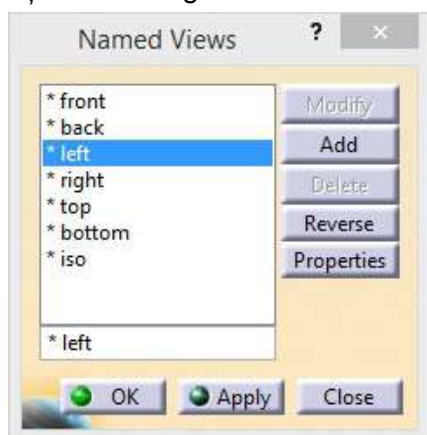 Named Views ?
* front
* back
* left
* right
* top
* bottom
* iso
Modify
Add
Delete
Reverse
Properties
* left
OK
Apply
Close